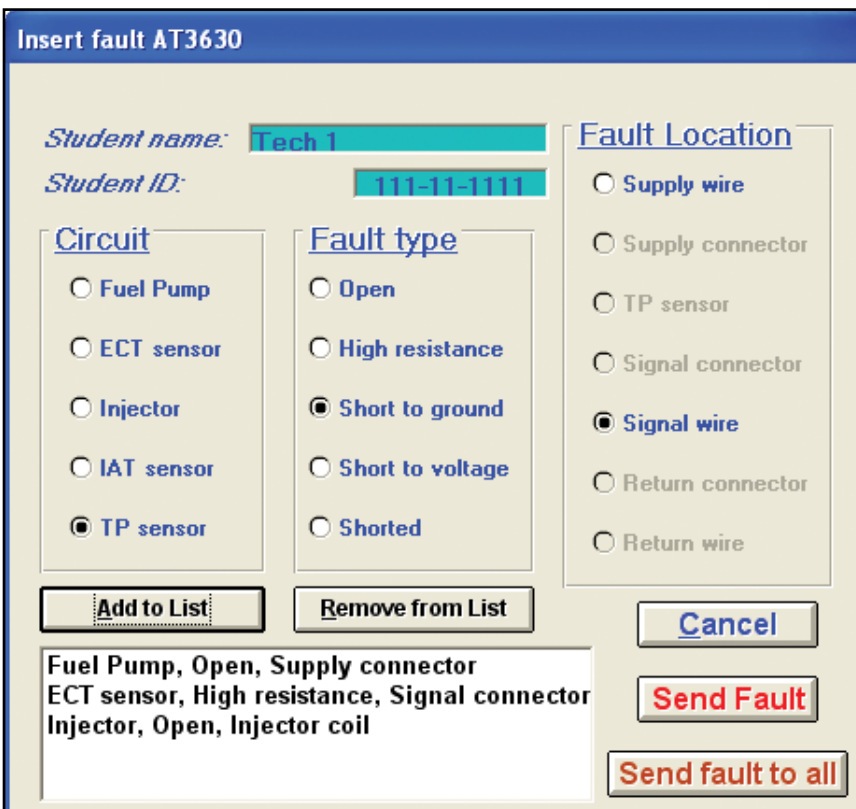 Insert fault AT3630
Student name: Tech 1
Student ID: 111-11-1111
Circuit
Fuel Pump
ECT sensor
Injector
IAT sensor
TP sensor
Fault type
Open
High resistance
Short to ground
Short to voltage
Shorted
Fault Location
Supply wire
Supply connector
TP sensor
Signal connector
Signal wire
Return connector
Return wire
Add to List
Remove from List
Fuel Pump, Open, Supply connector
ECT sensor, High resistance, Signal connector
Injector, Open, Injector coil
Cancel
Send Fault
Send fault to all